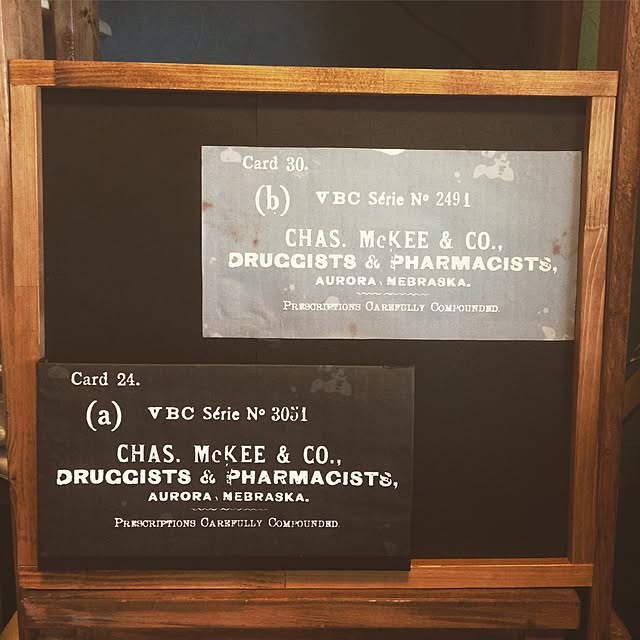 Card 30.
(b) VBC Série Nº 2491
CHAS. McKEE & CO.,
DRUGGISTS & PHARMACISTS,
AURORA, NEBRASKA.
PRESCRIPTIONS CAREFULLY COMPOUNDED.
Card 24.
(a) VBC Série Nº 3051
CHAS. McKEE & CO.,
DRUGGISTS & PHARMACISTS,
AURORA, NEBRASKA.
PRESCRIPTIONS CAREFULLY COMPOUNDED.